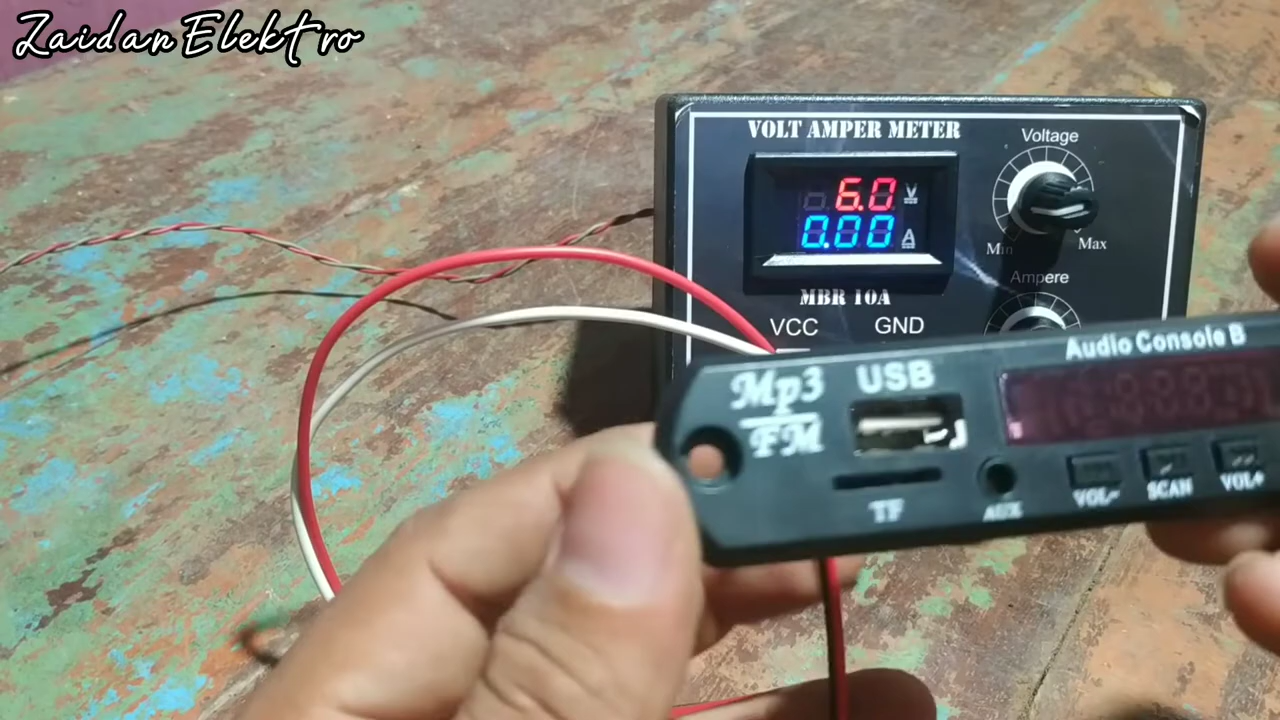 Zaidan Elektro
VOLT AMPER METER
Voltage
6.0 V
0.00 A
Min
Max
MBR 10A
Ampere
VCC
GND
Audio Console B
Mp3
FM
USB
TF
AUX
VOL-
SCAN
VOL+